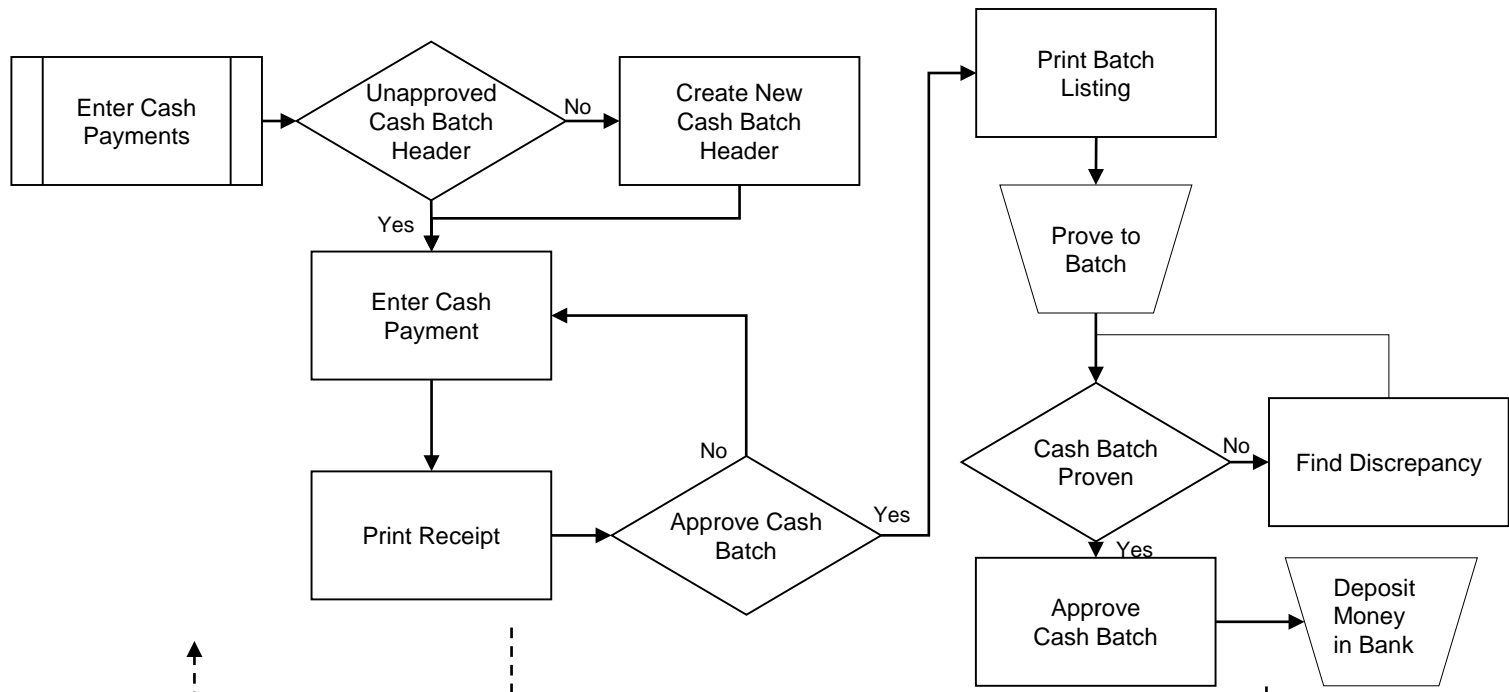 Enter Cash
Payments
Unapproved
Cash Batch
Header
No
Create New
Cash Batch
Header
Yes
Enter Cash
Payment
Print Receipt
No
Approve Cash
Batch
Yes
Print Batch
Listing
Prove to
Batch
Cash Batch
Proven
No
Find Discrepancy
Yes
Approve
Cash Batch
Deposit
Money
in Bank